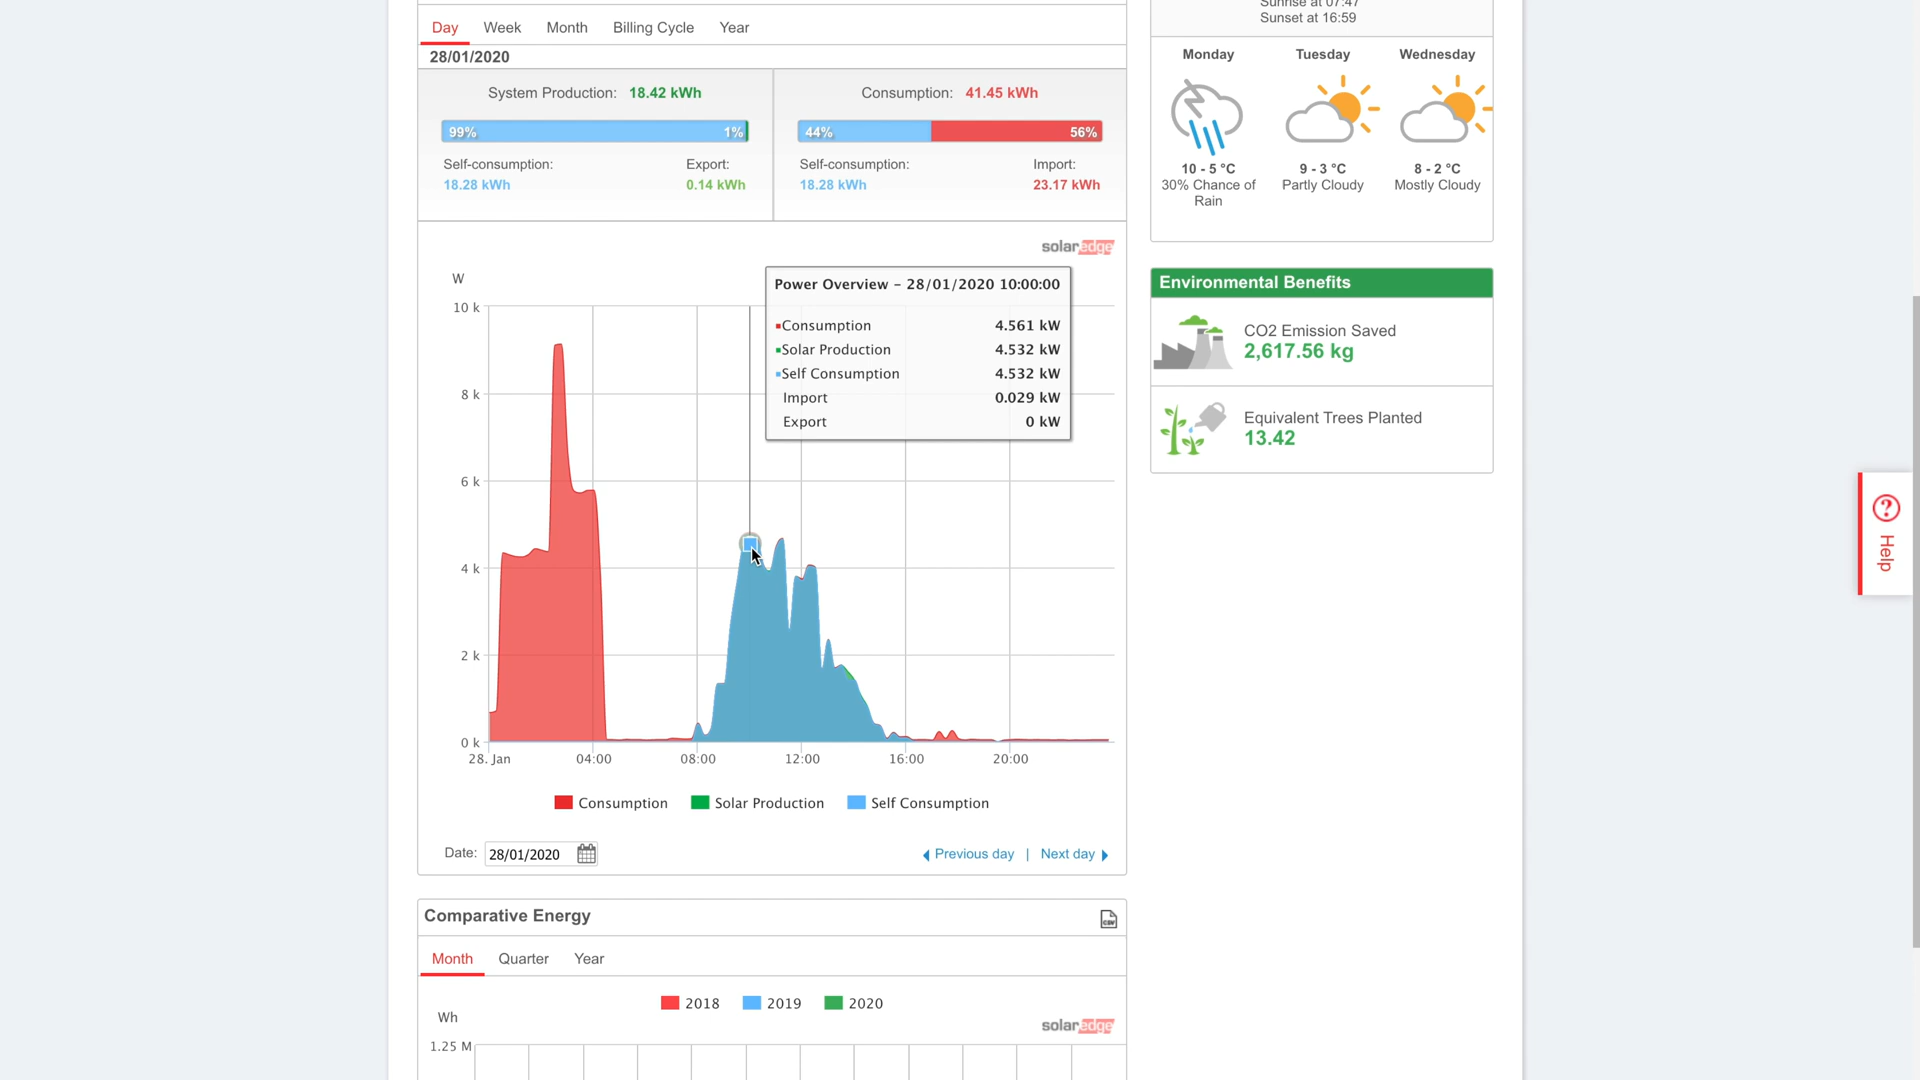 Day Week Month Billing Cycle Year
28/01/2020
System Production: 18.42 kWh
99% 1%
Self-consumption: Export:
18.28 kWh 0.14 kWh
Consumption: 41.45 kWh
44% 56%
Self-consumption: Import:
18.28 kWh 23.17 kWh
solaredge
W
Power Overview – 28/01/2020 10:00:00
Consumption 4.561 kW
Solar Production 4.532 kW
Self Consumption 4.532 kW
Import 0.029 kW
Export 0 kW
10 k
8 k
6 k
4 k
2 k
0 k
28. Jan 04:00 08:00 12:00 16:00 20:00
Consumption Solar Production Self Consumption
Date: 28/01/2020 Previous day | Next day
Comparative Energy
CSV
Month Quarter Year
2018 2019 2020
Wh
solaredge
1.25 M
Sunrise at 07:47
Sunset at 16:59
Monday Tuesday Wednesday
10 - 5 °C 9 - 3 °C 8 - 2 °C
30% Chance of Partly Cloudy Mostly Cloudy
Rain
Environmental Benefits
CO2 Emission Saved
2,617.56 kg
Equivalent Trees Planted
13.42
? Help